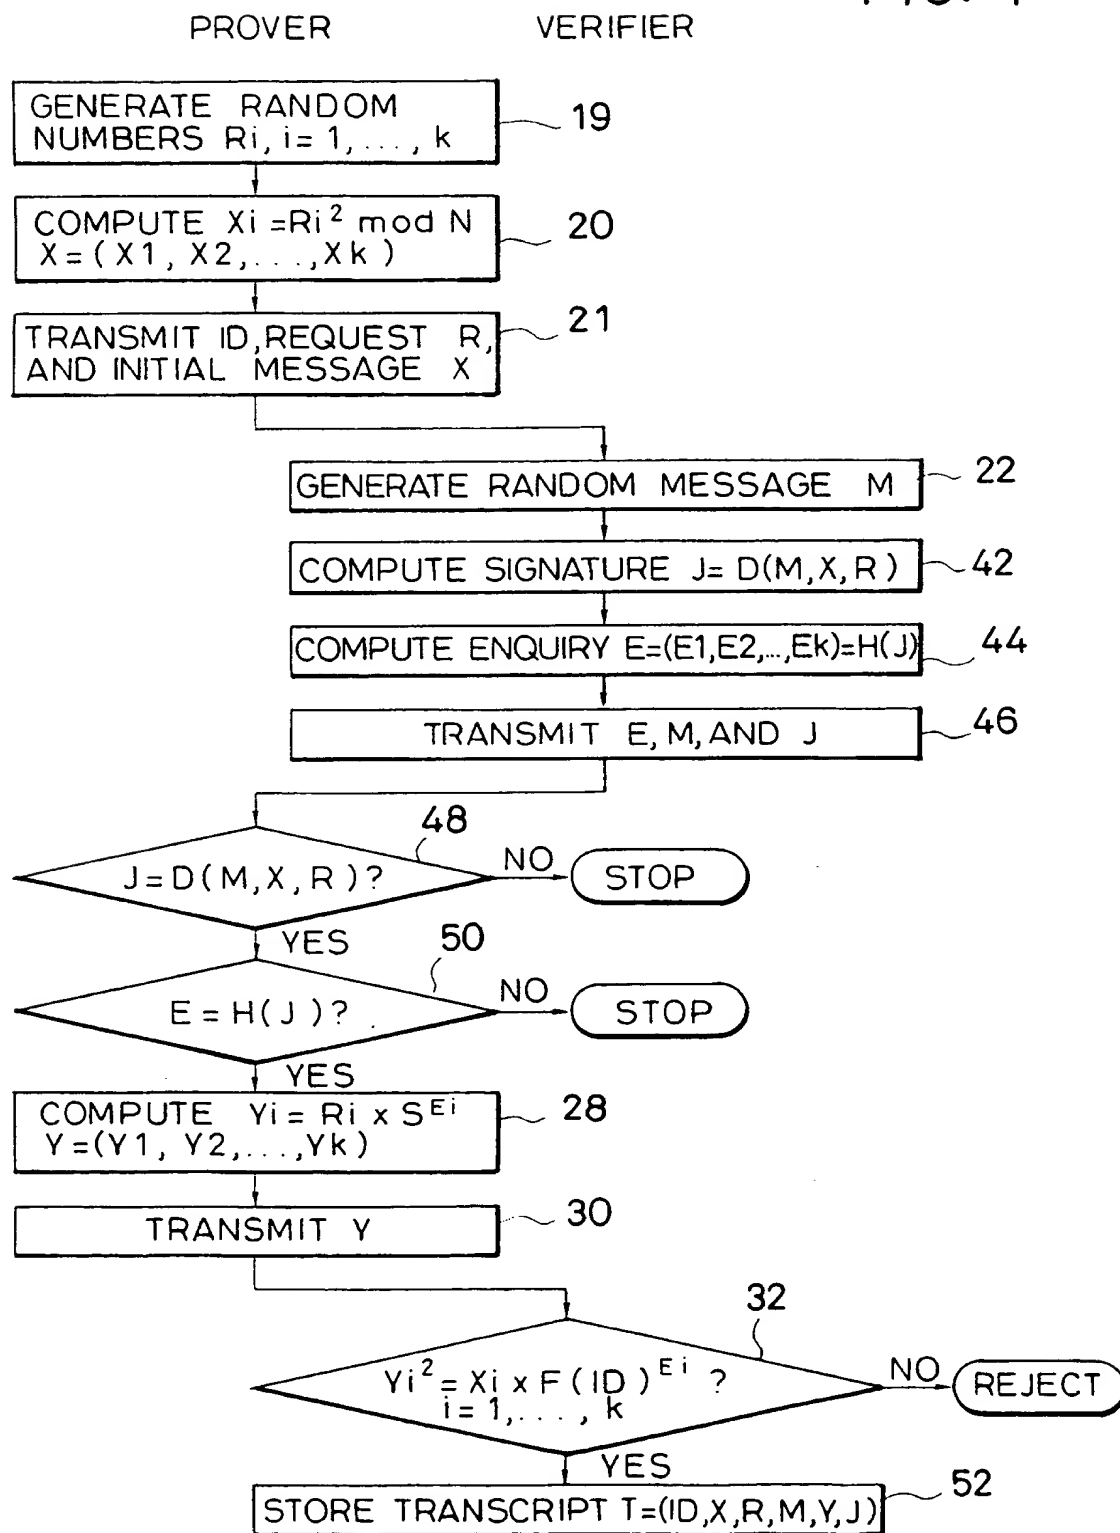 PROVER VERIFIER
GENERATE RANDOM
NUMBERS Ri, i= 1,..., k
19
COMPUTE Xi =Ri² mod N
X = (X1, X2,...,Xk)
20
TRANSMIT ID, REQUEST R,
AND INITIAL MESSAGE X
21
GENERATE RANDOM MESSAGE M
22
COMPUTE SIGNATURE J= D(M,X,R)
42
COMPUTE ENQUIRY E=(E1,E2,...,Ek)=H(J)
44
TRANSMIT E, M, AND J
46
48
J=D(M,X,R)?
NO
STOP
YES
50
E = H(J)?
NO
STOP
YES
COMPUTE Yi = Ri x S^Ei
Y=(Y1, Y2,...,Yk)
28
TRANSMIT Y
30
32
Yi² = Xi x F(ID)^Ei ?
i = 1,..., k
NO
REJECT
YES
STORE TRANSCRIPT T=(ID,X,R,M,Y,J)
52